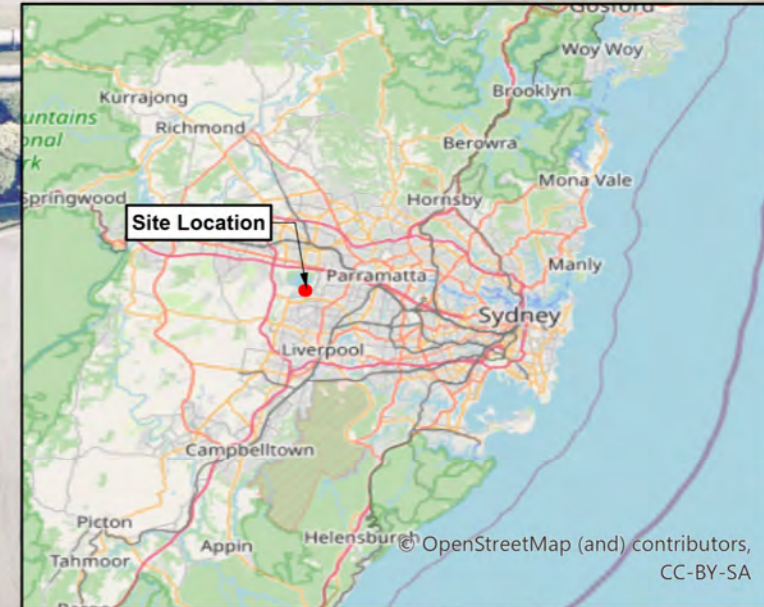 Gosford
Woy Woy
Kurrajong
Brooklyn
untains
onal
rk
Richmond
Berowra
Springwood
Hornsby
Mona Vale
Site Location
Parramatta
Manly
Sydney
Liverpool
Campbelltown
Picton
Appin
Helensburgh
© OpenStreetMap (and) contributors,
CC-BY-SA
Tahmoor